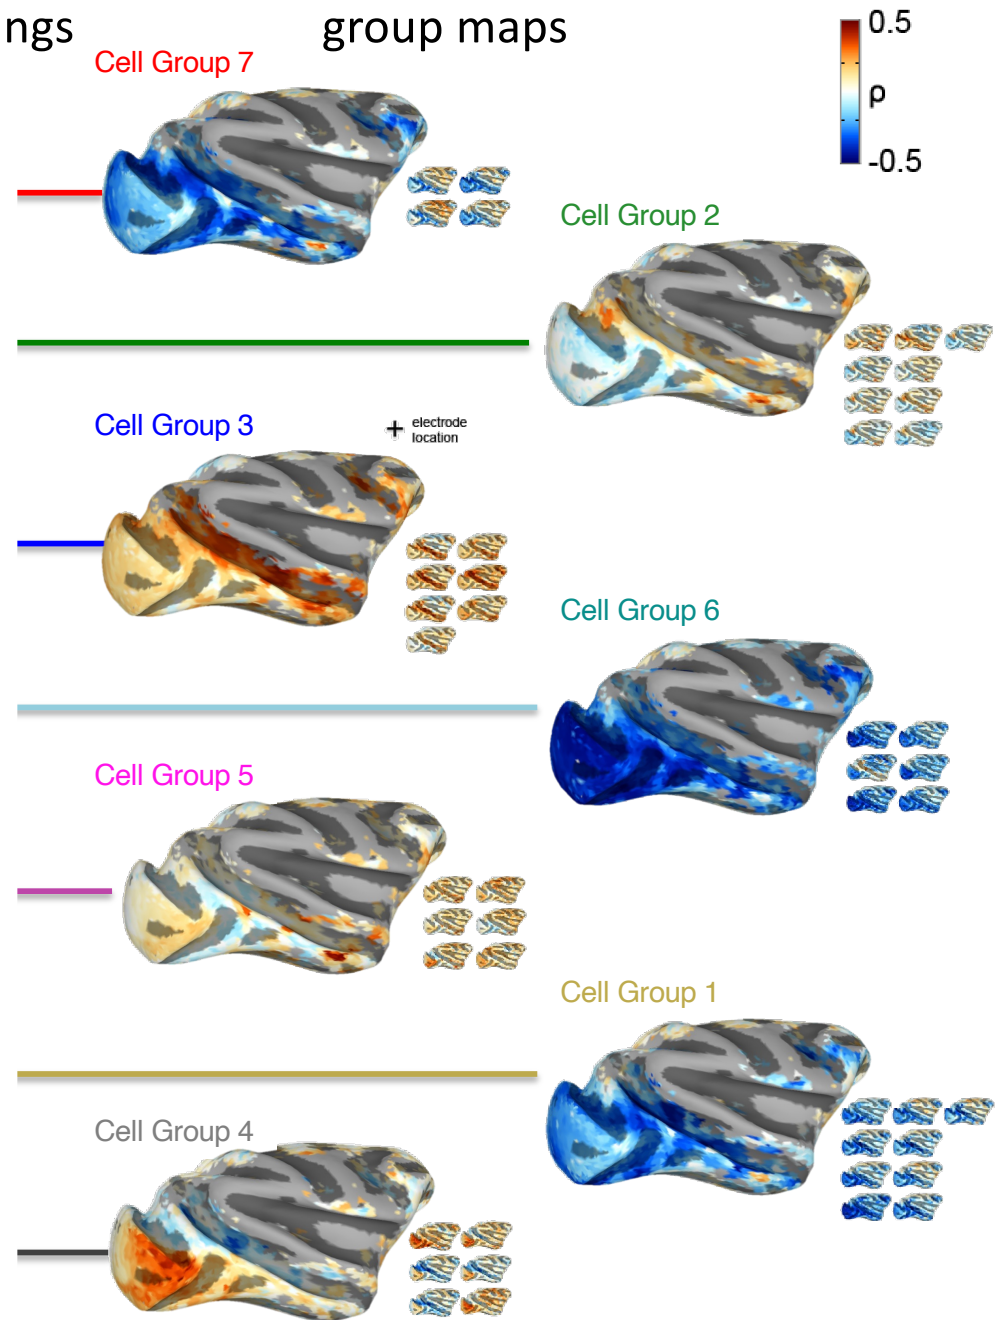 ngs
group maps
Cell Group 7
0.5
ρ
-0.5
Cell Group 2
Cell Group 3
+ electrode
location
Cell Group 6
Cell Group 5
Cell Group 1
Cell Group 4